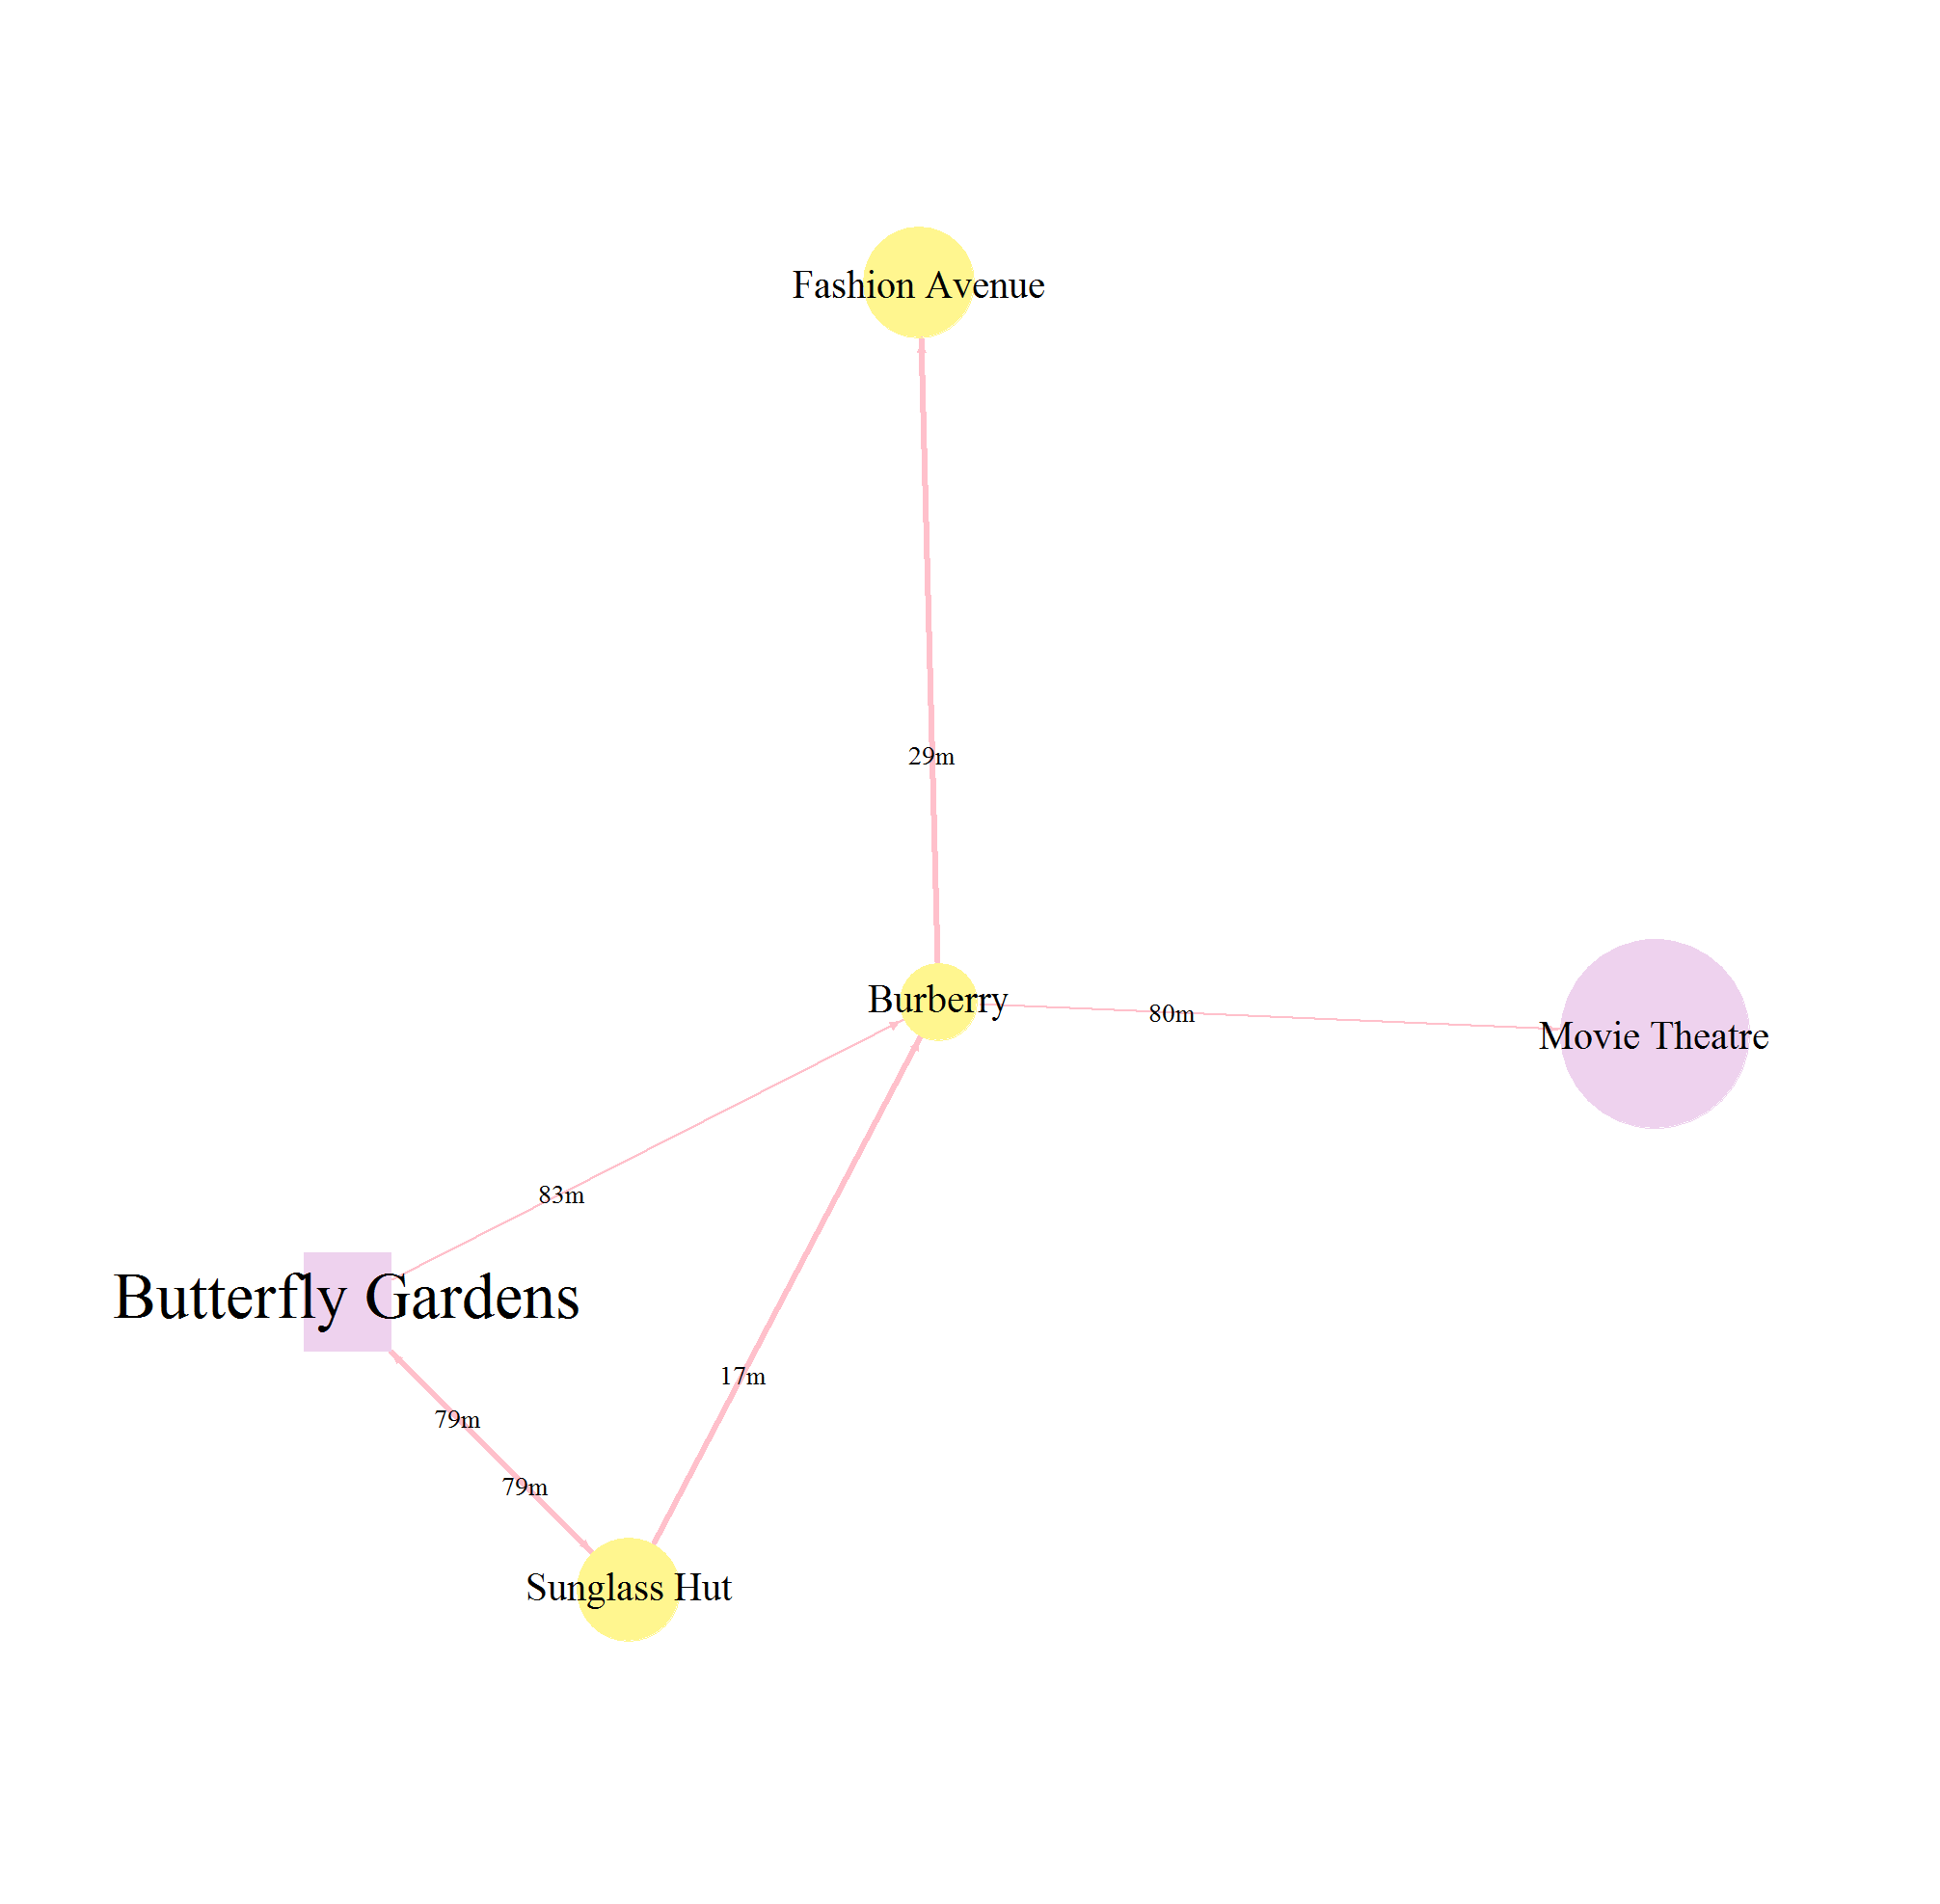 Fashion Avenue
29m
Burberry
80m
Movie Theatre
83m
Butterfly Gardens
17m
79m
79m
Sunglass Hut